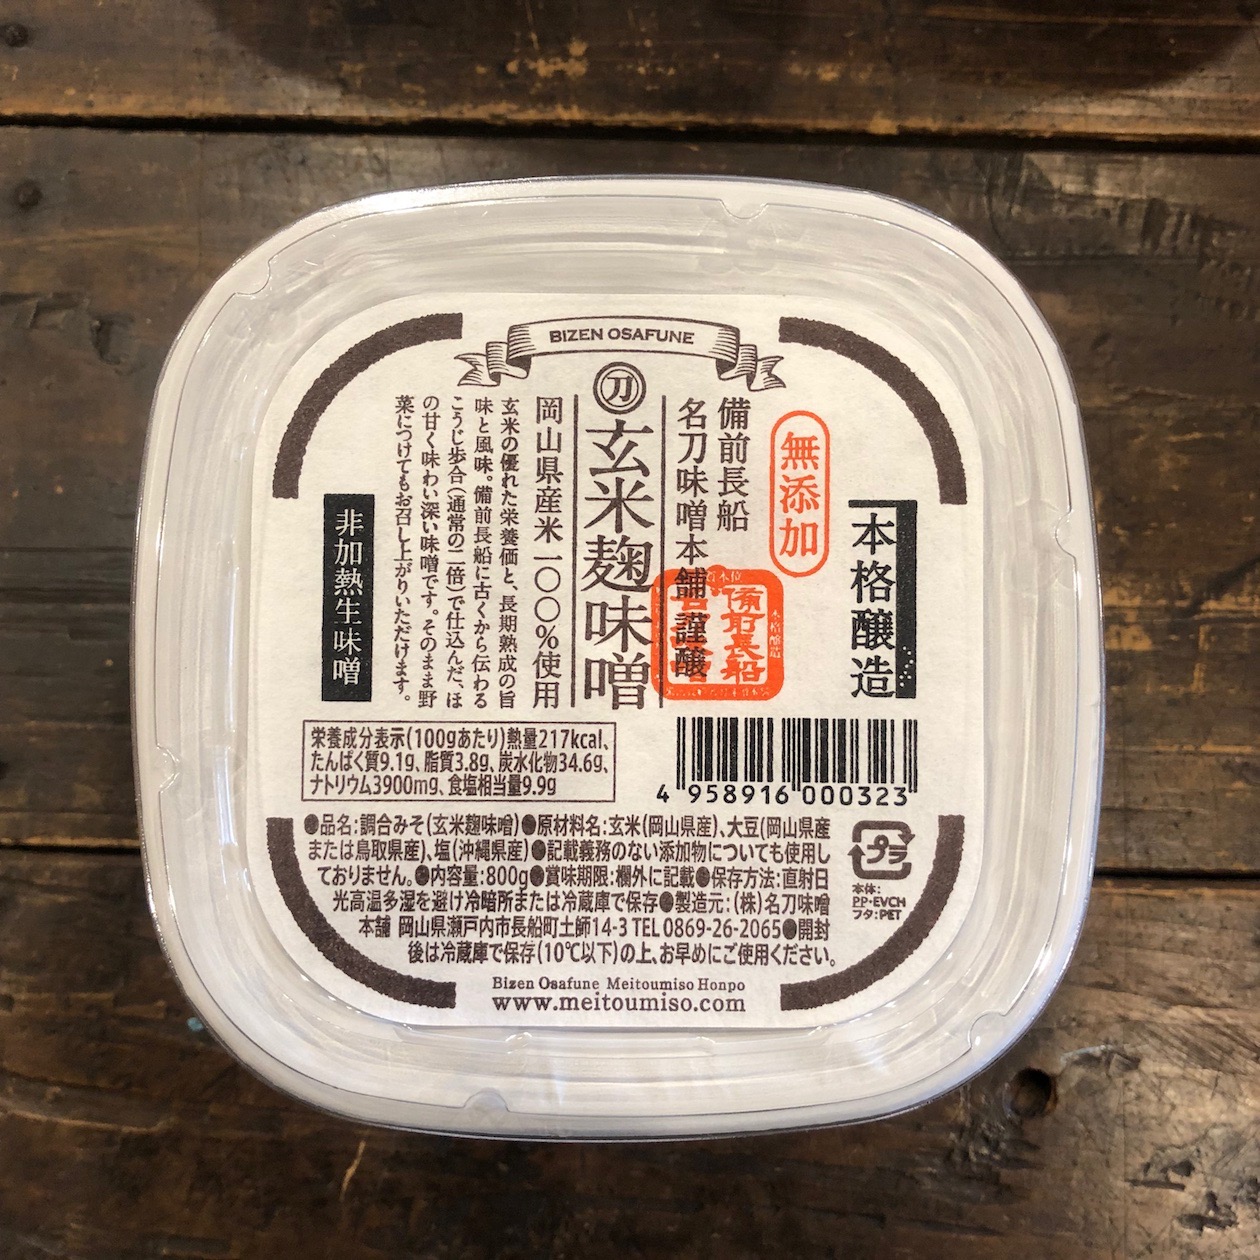 BIZEN OSAFUNE
本格醸造
無添加
備前長船
名刀味噌本舗 謹醸
備前長船
刀
玄米麹味噌
岡山県産米一〇〇%使用
玄米の優れた栄養価と、長期熟成の旨
味と風味。備前長船に古くから伝わる
こうじ歩合(通常の二倍)で仕込んだ、ほ
の甘く味わい深い味噌です。そのまま野
菜につけてもお召し上がりいただけます。
非加熱生味噌
栄養成分表示(100gあたり)熱量217kcal、
たんぱく質9.1g、脂質3.8g、炭水化物34.6g、
ナトリウム3900mg、食塩相当量9.9g
4 958916 000323
●品名:調合みそ(玄米麹味噌)●原材料名:玄米(岡山県産)、大豆(岡山県産
または鳥取県産)、塩(沖縄県産)●記載義務のない添加物についても使用し
ておりません。●内容量:800g●賞味期限:欄外に記載●保存方法:直射日
光高温多湿を避け冷暗所または冷蔵庫で保存●製造元:(株)名刀味噌
本舗 岡山県瀬戸内市長船町土師14-3 TEL 0869-26-2065●開封
後は冷蔵庫で保存(10℃以下)の上、お早めにご使用ください。
プラ
本体:
PP・EVCH
フタ:PET
Bizen Osafune Meitoumiso Honpo
www.meitoumiso.com